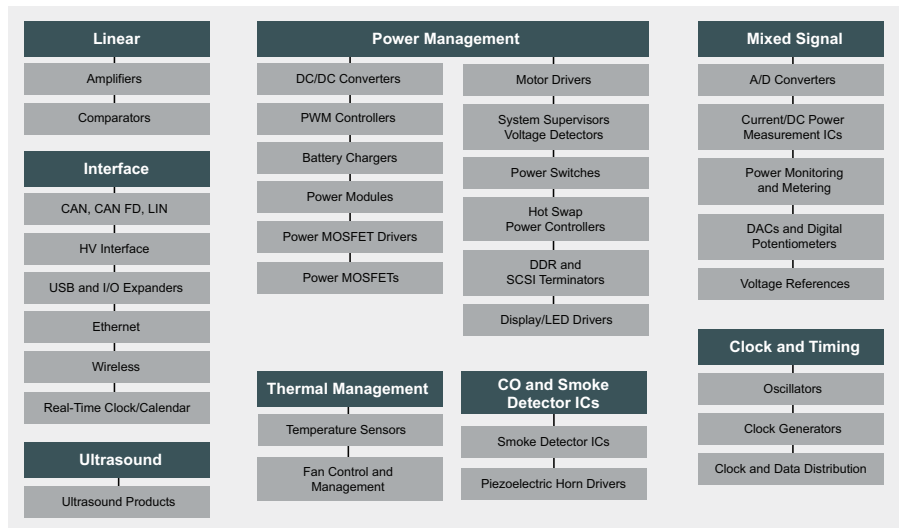 Linear
Amplifiers
Comparators
Interface
CAN, CAN FD, LIN
HV Interface
USB and I/O Expanders
Ethernet
Wireless
Real-Time Clock/Calendar
Ultrasound
Ultrasound Products
Power Management
DC/DC Converters
PWM Controllers
Battery Chargers
Power Modules
Power MOSFET Drivers
Power MOSFETs
Motor Drivers
System Supervisors
Voltage Detectors
Power Switches
Hot Swap
Power Controllers
DDR and
SCSI Terminators
Display/LED Drivers
Thermal Management
Temperature Sensors
Fan Control and
Management
CO and Smoke
Detector ICs
Smoke Detector ICs
Piezoelectric Horn Drivers
Mixed Signal
A/D Converters
Current/DC Power
Measurement ICs
Power Monitoring
and Metering
DACs and Digital
Potentiometers
Voltage References
Clock and Timing
Oscillators
Clock Generators
Clock and Data Distribution